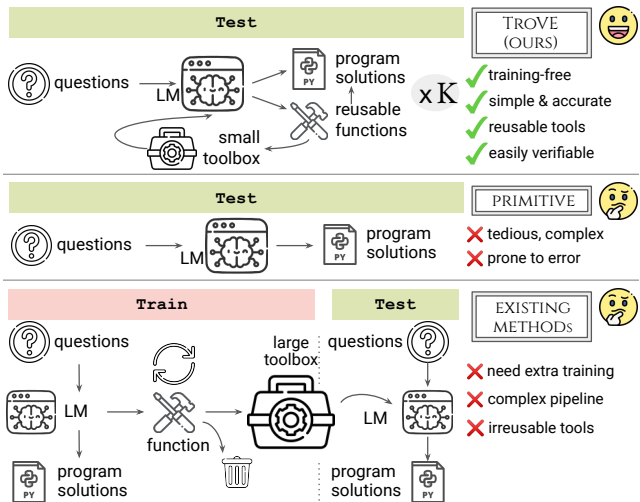 Test
TROVE
(OURS)
questions
LM
program
solutions
PY
reusable
functions
small
toolbox
x K
training-free
simple & accurate
reusable tools
easily verifiable
Test
PRIMITIVE
questions
LM
program
solutions
PY
tedious, complex
prone to error
Train
Test
EXISTING
METHODS
questions
LM
program
solutions
PY
function
large
toolbox
questions
LM
program
solutions
PY
need extra training
complex pipeline
irreusable tools